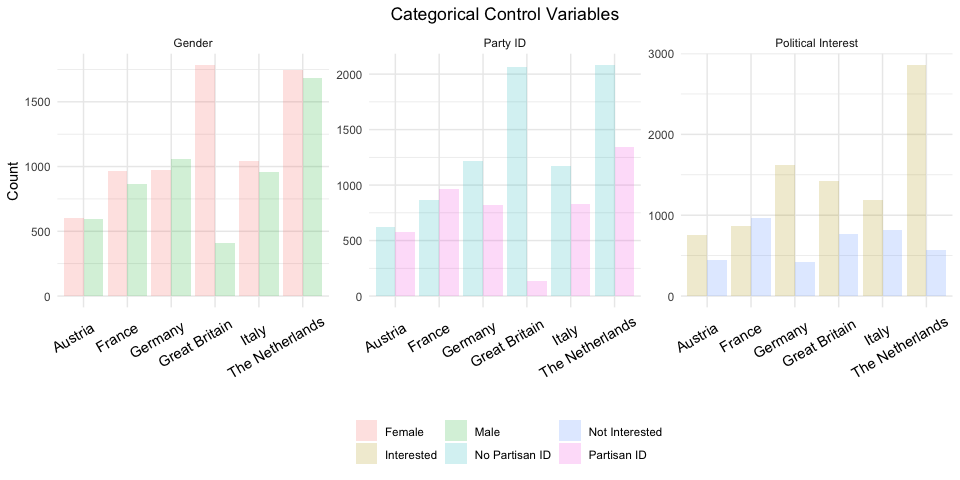 Categorical Control Variables
Gender
Party ID
Political Interest
Count
1500
1000
500
0
2000
1500
1000
500
0
3000
2000
1000
0
Austria
France
Germany
Great Britain
Italy
The Netherlands
Austria
France
Germany
Great Britain
Italy
The Netherlands
Austria
France
Germany
Great Britain
Italy
The Netherlands
Female
Male
Not Interested
Interested
No Partisan ID
Partisan ID